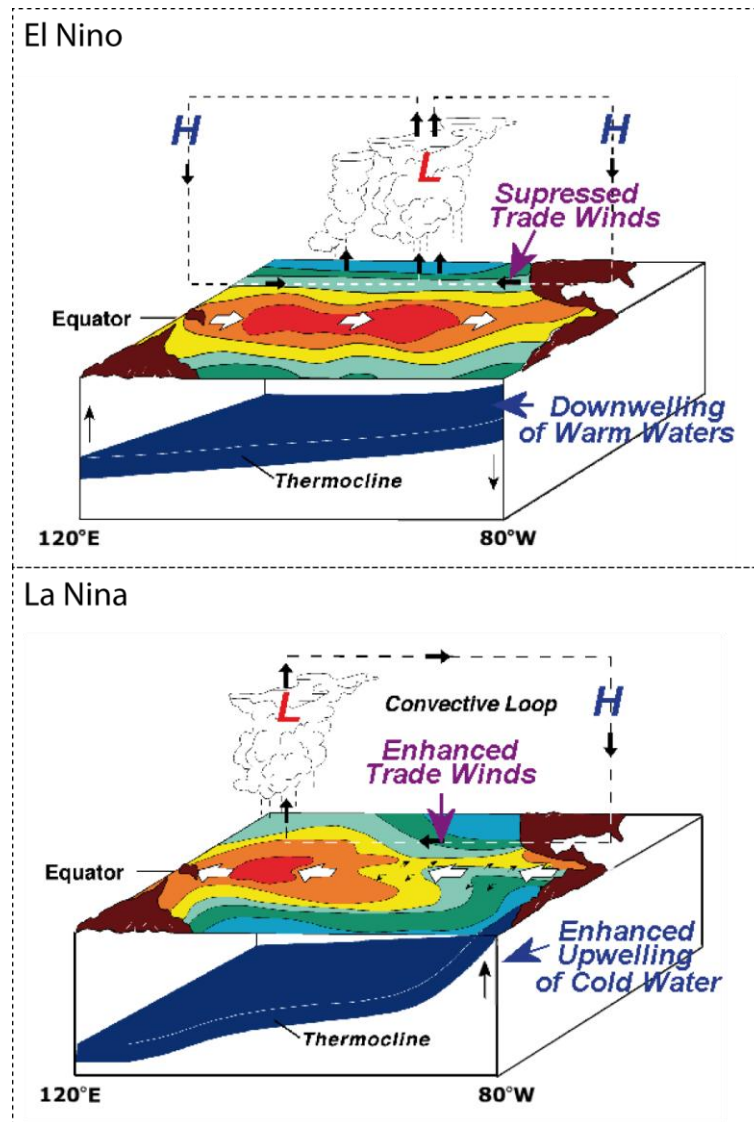 El Nino
H
H
L
Supressed
Trade Winds
Equator
Downwelling
of Warm Waters
Thermocline
120°E
80°W
La Nina
L
Convective Loop
H
Enhanced
Trade Winds
Equator
Enhanced
Upwelling
of Cold Water
Thermocline
120°E
80°W